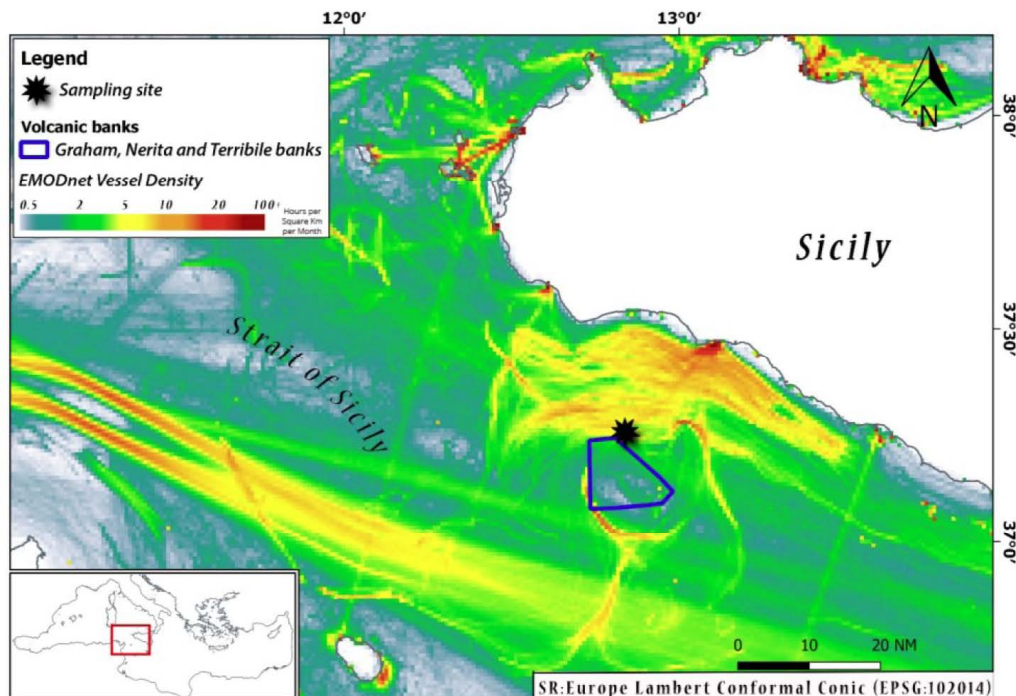 12°0'
13°0'
Legend
Sampling site
Volcanic banks
Graham, Nerita and Terribile banks
EMODnet Vessel Density
0.5 2 5 10 20 100+
Hours per
Square Km
per Month
N
38°0'
Sicily
37°30'
Strait of Sicily
37°0'
0 10 20 NM
SR:Europe Lambert Conformal Conic (EPSG:102014)